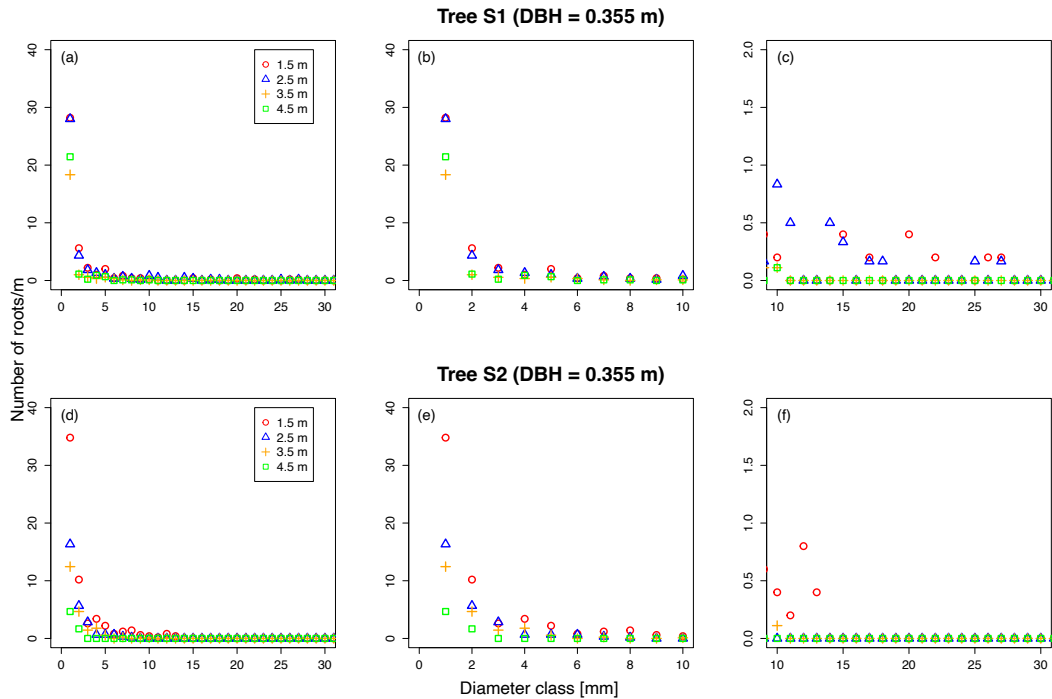 Tree S1 (DBH = 0.355 m)
(a)
1.5 m
2.5 m
3.5 m
4.5 m
0 10 20 30 40
0 5 10 15 20 25 30
(b)
0 10 20 30 40
0 2 4 6 8 10
(c)
0.0 0.5 1.0 1.5 2.0
10 15 20 25 30
Number of roots/m
Tree S2 (DBH = 0.355 m)
(d)
1.5 m
2.5 m
3.5 m
4.5 m
0 10 20 30 40
0 5 10 15 20 25 30
(e)
0 10 20 30 40
0 2 4 6 8 10
(f)
0.0 0.5 1.0 1.5 2.0
10 15 20 25 30
Diameter class [mm]